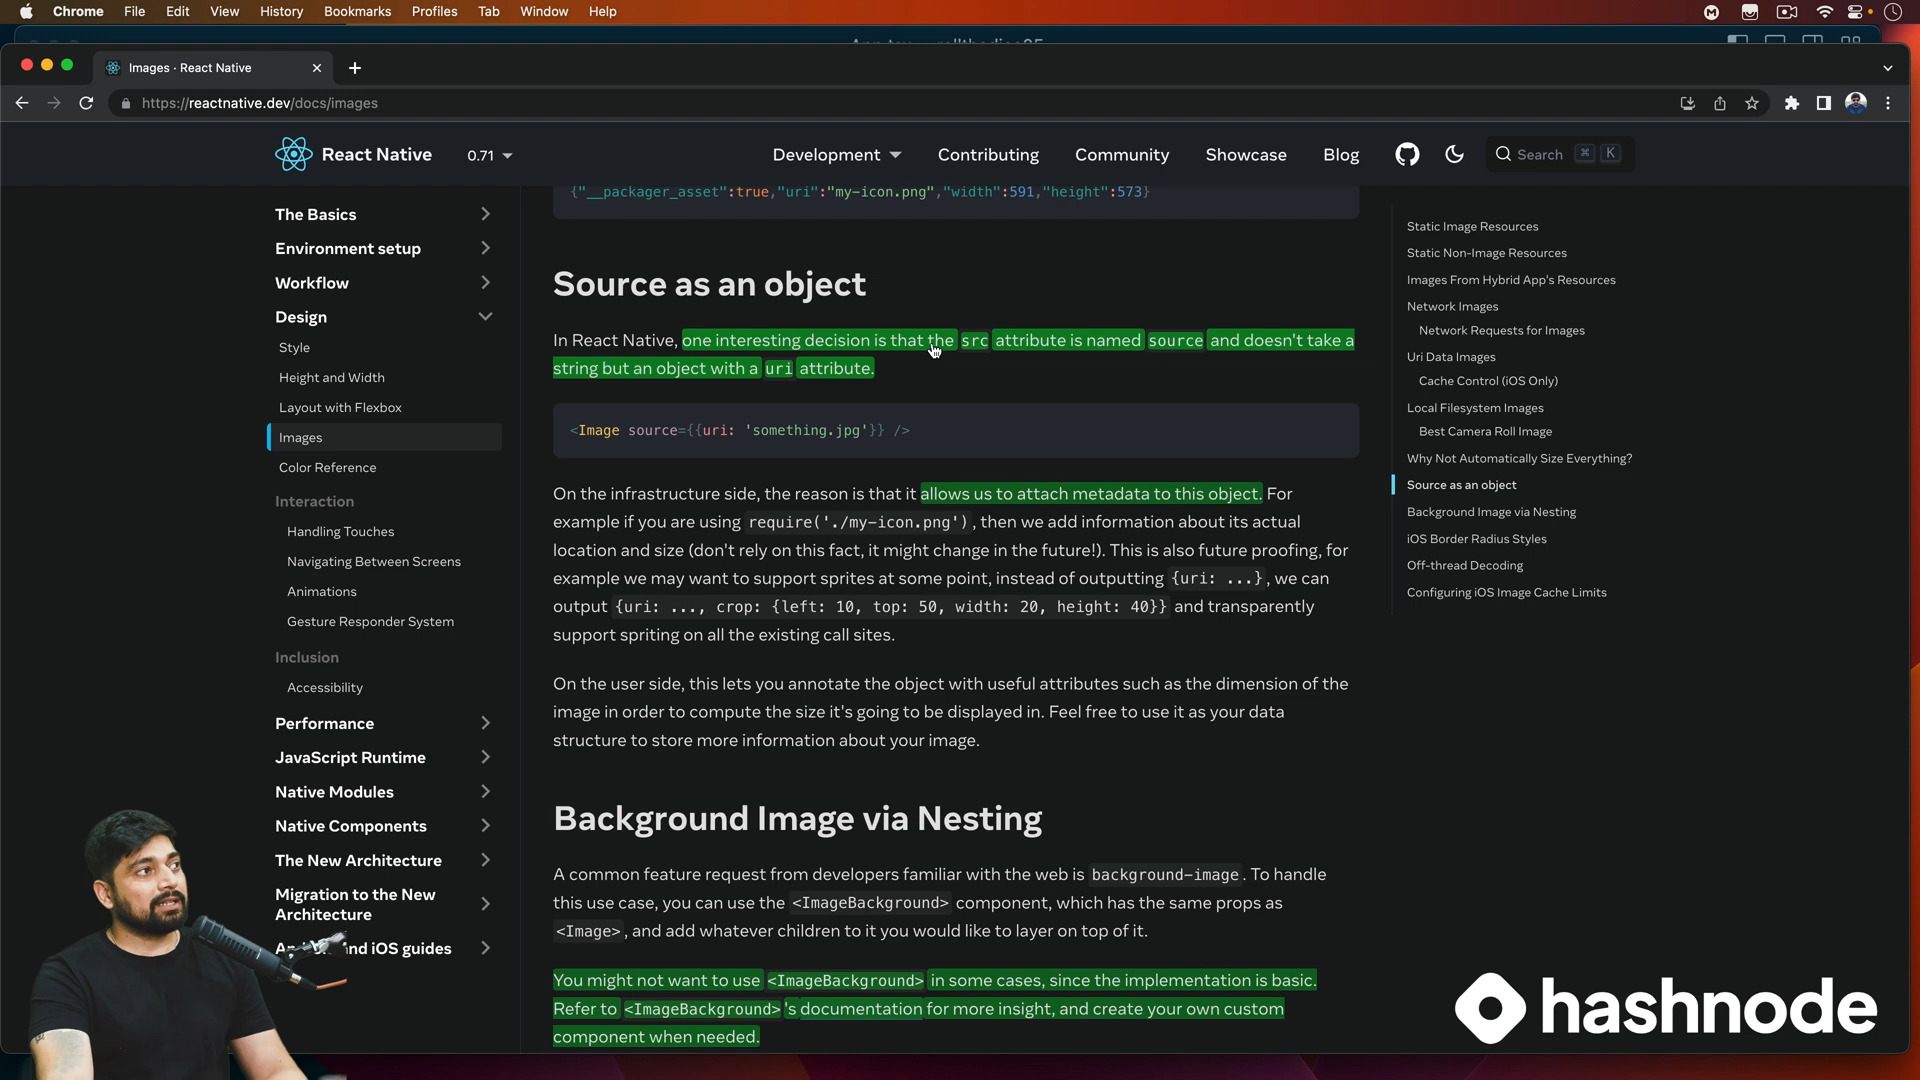 Chrome File Edit View History Bookmarks Profiles Tab Window Help
Images · React Native
https://reactnative.dev/docs/images
React Native 0.71 Development Contributing Community Showcase Blog Search ⌘ K
The Basics
Environment setup
Workflow
Design
Style
Height and Width
Layout with Flexbox
Images
Color Reference
Interaction
Handling Touches
Navigating Between Screens
Animations
Gesture Responder System
Inclusion
Accessibility
Performance
JavaScript Runtime
Native Modules
Native Components
The New Architecture
Migration to the New
Architecture
and iOS guides
{"__packager_asset":true,"uri":"my-icon.png","width":591,"height":573}
Source as an object
In React Native, one interesting decision is that the src attribute is named source and doesn't take a
string but an object with a uri attribute.
<Image source={{uri: 'something.jpg'}} />
On the infrastructure side, the reason is that it allows us to attach metadata to this object. For
example if you are using require('./my-icon.png'), then we add information about its actual
location and size (don't rely on this fact, it might change in the future!). This is also future proofing, for
example we may want to support sprites at some point, instead of outputting {uri: ...}, we can
output {uri: ..., crop: {left: 10, top: 50, width: 20, height: 40}} and transparently
support spriting on all the existing call sites.
On the user side, this lets you annotate the object with useful attributes such as the dimension of the
image in order to compute the size it's going to be displayed in. Feel free to use it as your data
structure to store more information about your image.
Background Image via Nesting
A common feature request from developers familiar with the web is background-image. To handle
this use case, you can use the <ImageBackground> component, which has the same props as
<Image>, and add whatever children to it you would like to layer on top of it.
You might not want to use <ImageBackground> in some cases, since the implementation is basic.
Refer to <ImageBackground>'s documentation for more insight, and create your own custom
component when needed.
Static Image Resources
Static Non-Image Resources
Images From Hybrid App's Resources
Network Images
Network Requests for Images
Uri Data Images
Cache Control (iOS Only)
Local Filesystem Images
Best Camera Roll Image
Why Not Automatically Size Everything?
Source as an object
Background Image via Nesting
iOS Border Radius Styles
Off-thread Decoding
Configuring iOS Image Cache Limits
hashnode